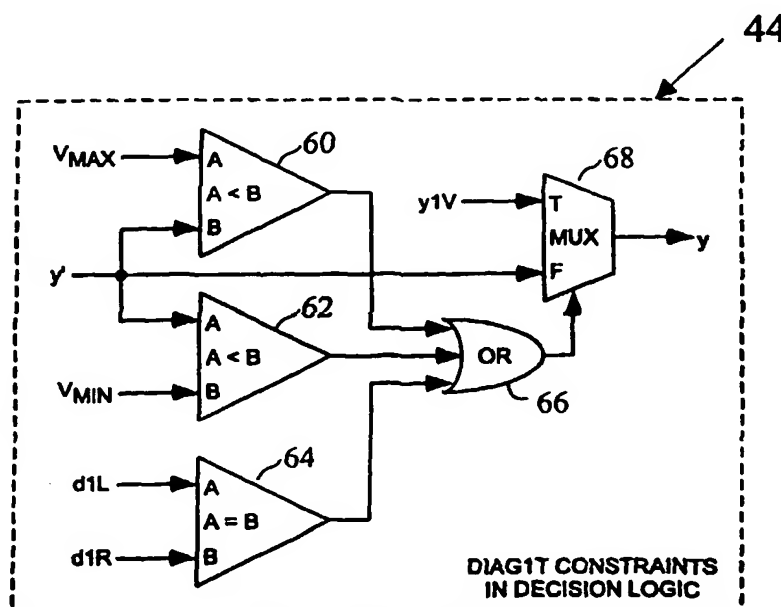 44
VMAX
A
A < B
B
60
y'
A
A < B
B
62
VMIN
d1L
A
A = B
B
64
d1R
OR
66
y1V
T
MUX
F
68
y
DIAG1T CONSTRAINTS
IN DECISION LOGIC